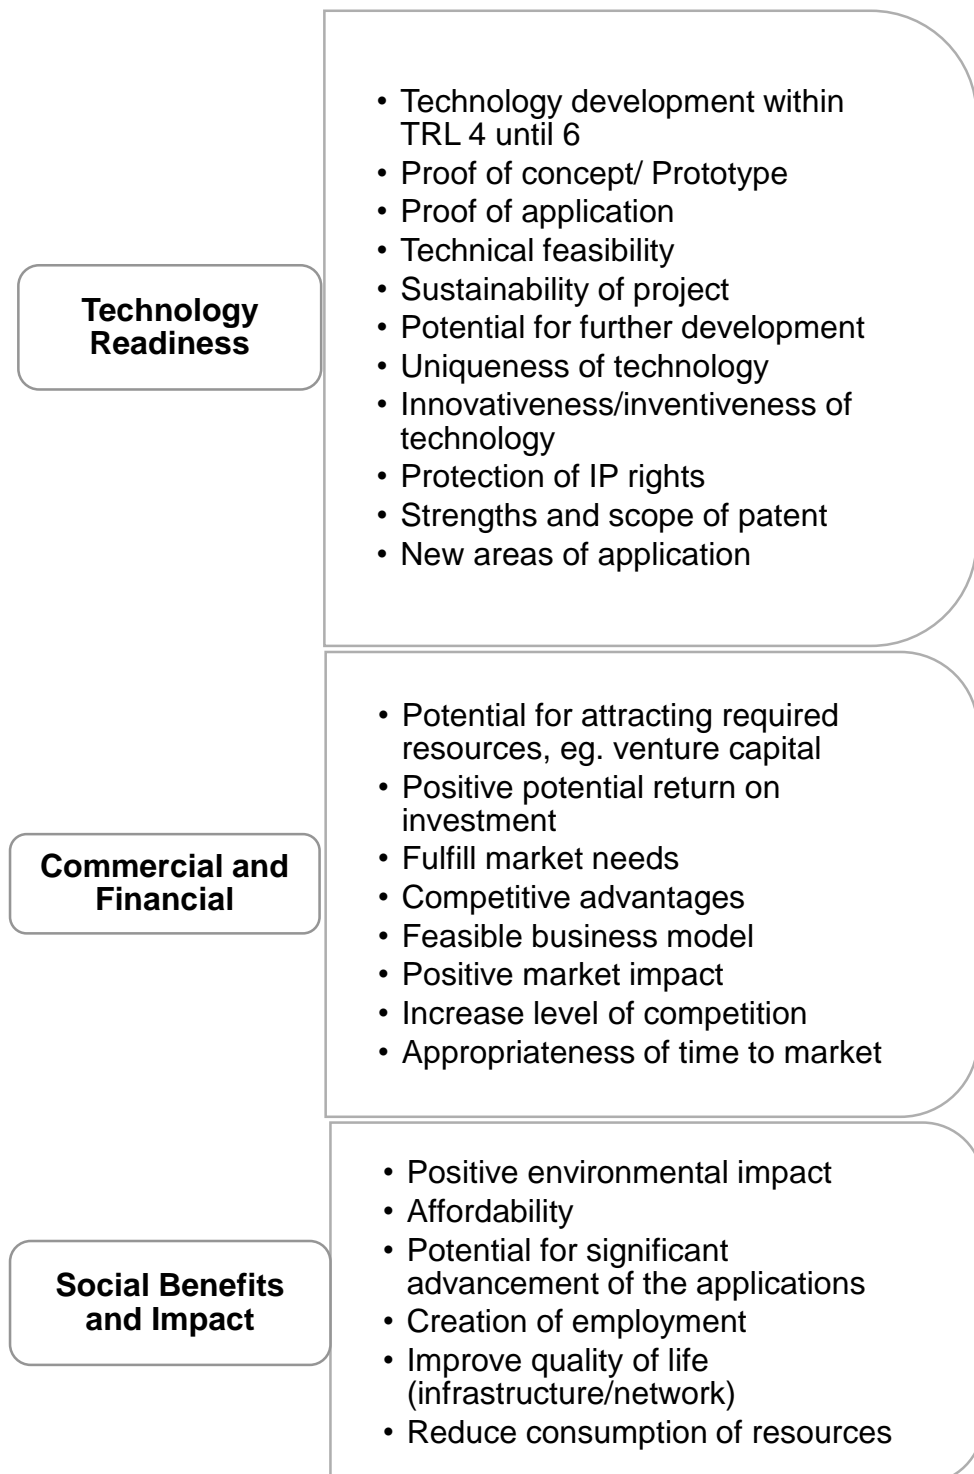 Technology
Readiness
• Technology development within
TRL 4 until 6
• Proof of concept/ Prototype
• Proof of application
• Technical feasibility
• Sustainability of project
• Potential for further development
• Uniqueness of technology
• Innovativeness/inventiveness of
technology
• Protection of IP rights
• Strengths and scope of patent
• New areas of application
Commercial and
Financial
• Potential for attracting required
resources, eg. venture capital
• Positive potential return on
investment
• Fulfill market needs
• Competitive advantages
• Feasible business model
• Positive market impact
• Increase level of competition
• Appropriateness of time to market
Social Benefits
and Impact
• Positive environmental impact
• Affordability
• Potential for significant
advancement of the applications
• Creation of employment
• Improve quality of life
(infrastructure/network)
• Reduce consumption of resources